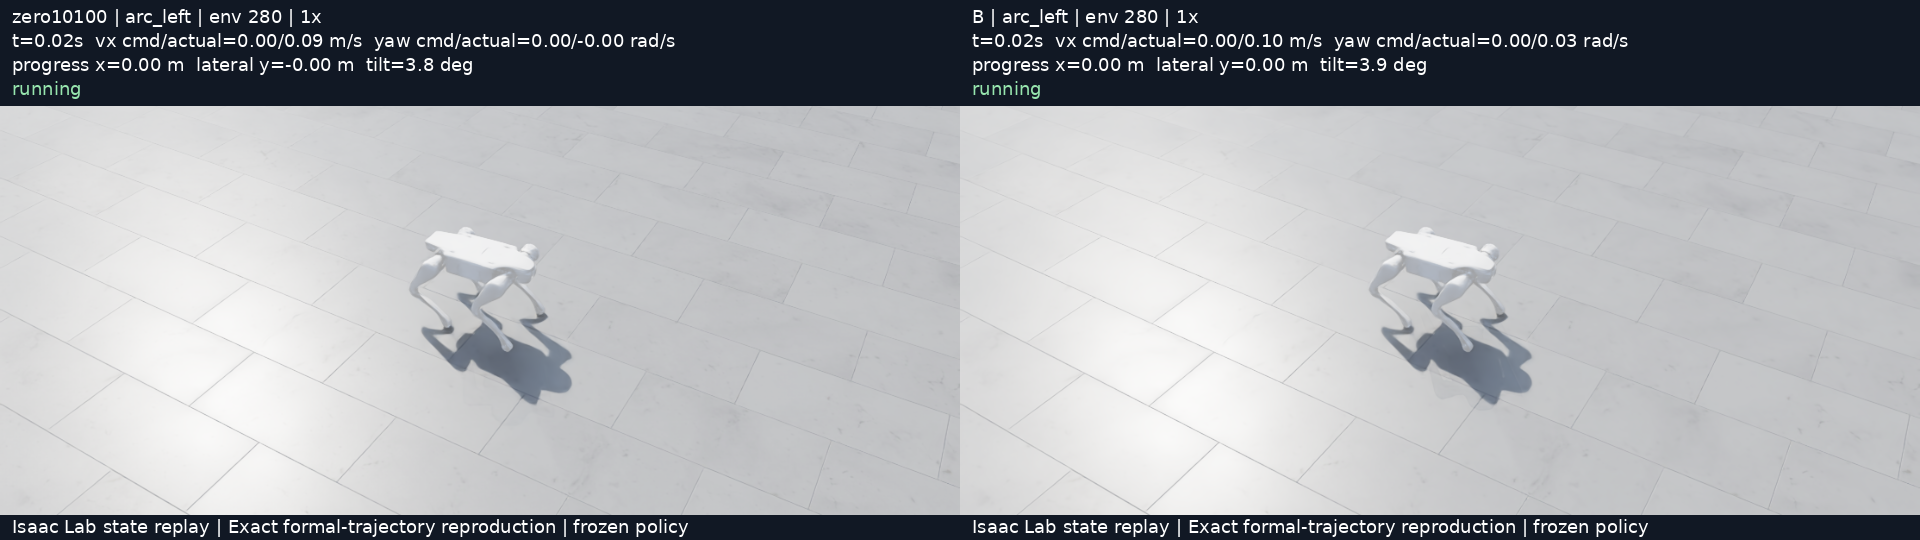 zero10100 | arc_left | env 280 | 1x
t=0.02s  vx cmd/actual=0.00/0.09 m/s  yaw cmd/actual=0.00/-0.00 rad/s
progress x=0.00 m  lateral y=-0.00 m  tilt=3.8 deg
running
Isaac Lab state replay | Exact formal-trajectory reproduction | frozen policy
B | arc_left | env 280 | 1x
t=0.02s  vx cmd/actual=0.00/0.10 m/s  yaw cmd/actual=0.00/0.03 rad/s
progress x=0.00 m  lateral y=0.00 m  tilt=3.9 deg
running
Isaac Lab state replay | Exact formal-trajectory reproduction | frozen policy